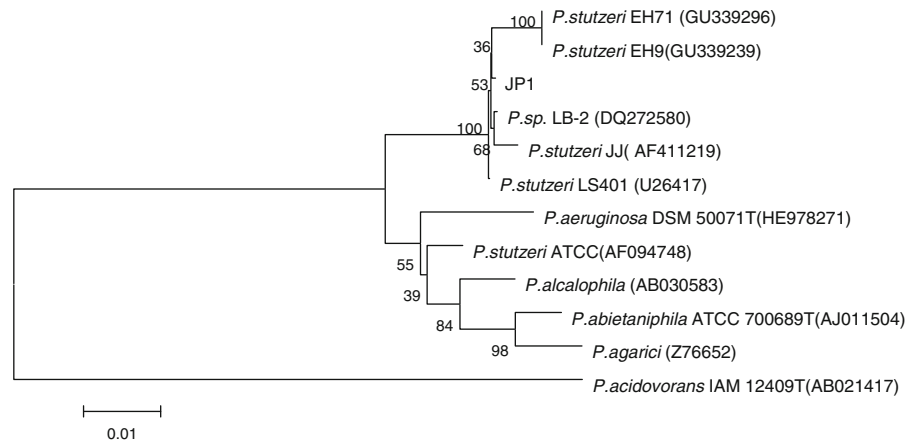 P.stutzeri EH71 (GU339296)
100
P.stutzeri EH9(GU339239)
36
JP1
53
P.sp. LB-2 (DQ272580)
100
68
P.stutzeri JJ( AF411219)
P.stutzeri LS401 (U26417)
P.aeruginosa DSM 50071T(HE978271)
P.stutzeri ATCC(AF094748)
55
P.alcalophila (AB030583)
39
P.abietaniphila ATCC 700689T(AJ011504)
84
P.agarici (Z76652)
98
P.acidovorans IAM 12409T(AB021417)
0.01